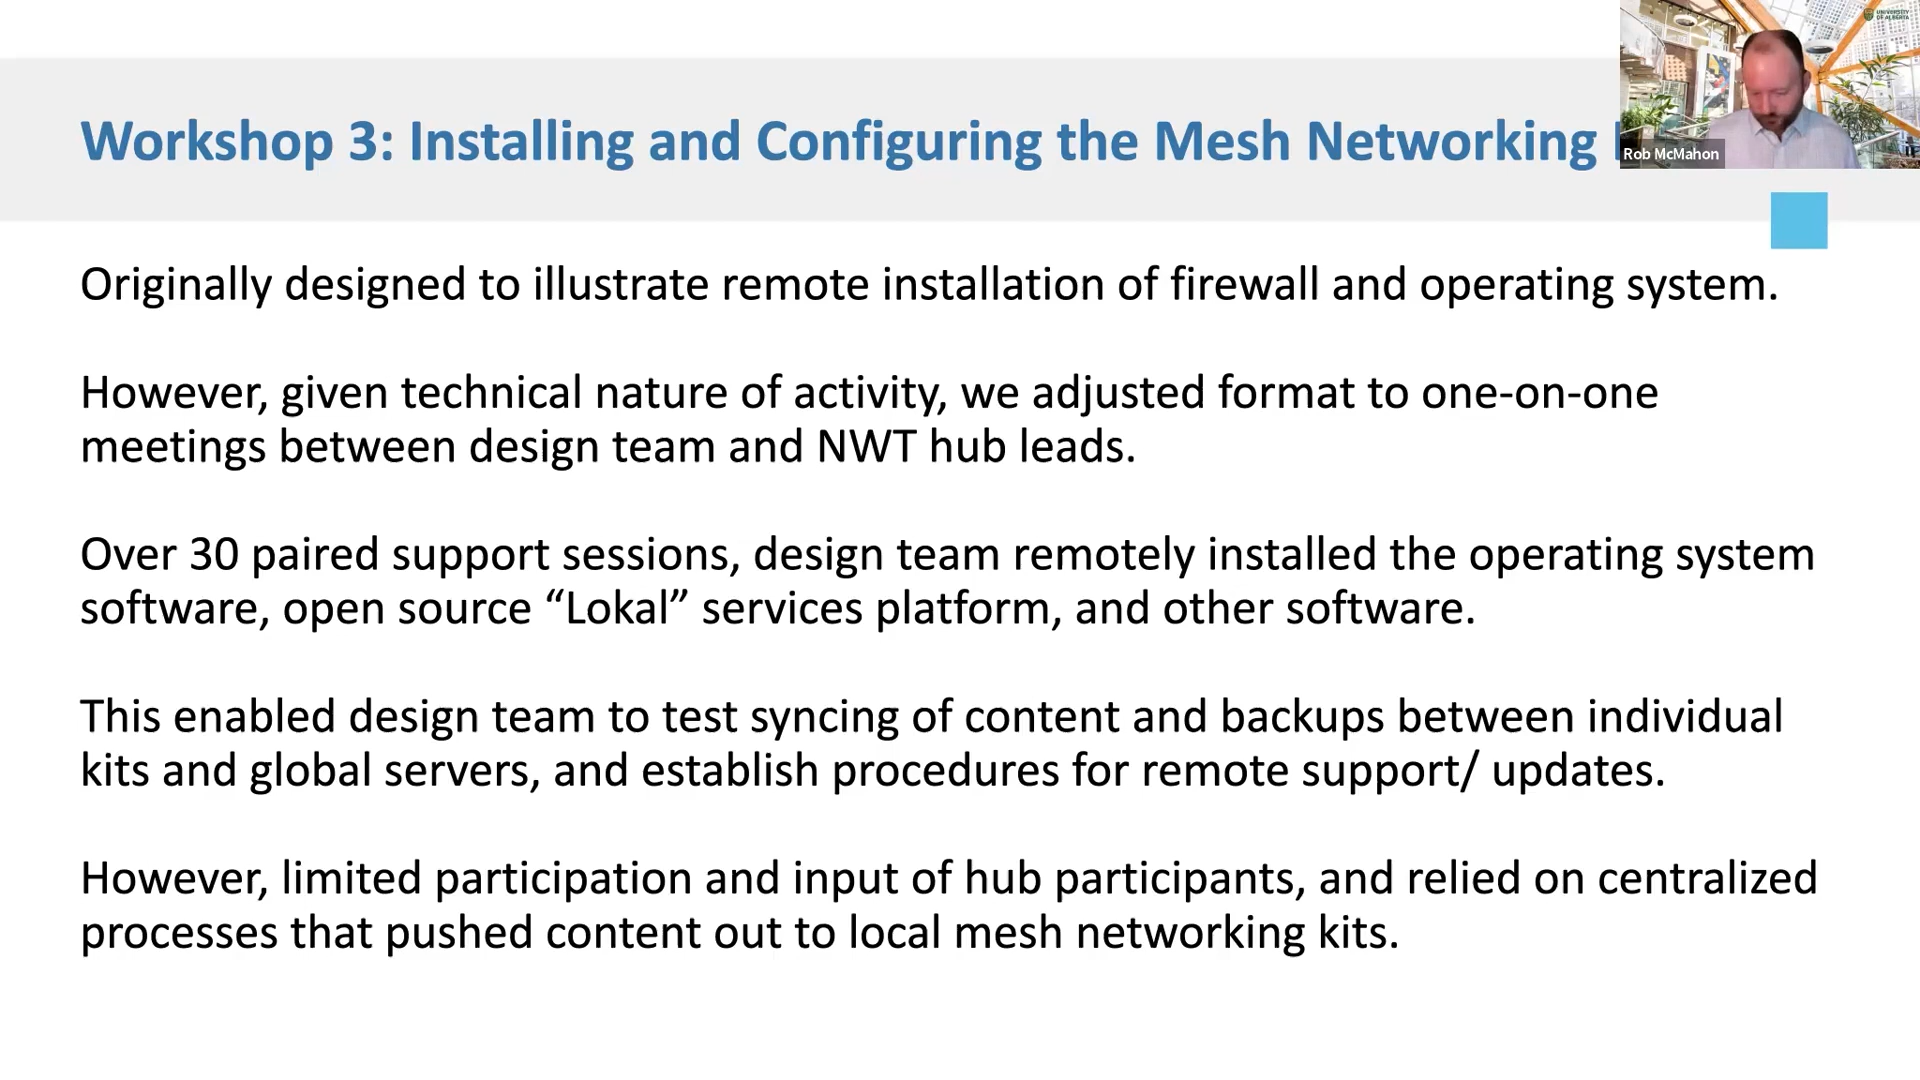 UNIVERSITY
OF ALBERTA
Workshop 3: Installing and Configuring the Mesh Networking
Rob McMahon
Originally designed to illustrate remote installation of firewall and operating system.
However, given technical nature of activity, we adjusted format to one-on-one
meetings between design team and NWT hub leads.
Over 30 paired support sessions, design team remotely installed the operating system
software, open source “Lokal” services platform, and other software.
This enabled design team to test syncing of content and backups between individual
kits and global servers, and establish procedures for remote support/ updates.
However, limited participation and input of hub participants, and relied on centralized
processes that pushed content out to local mesh networking kits.